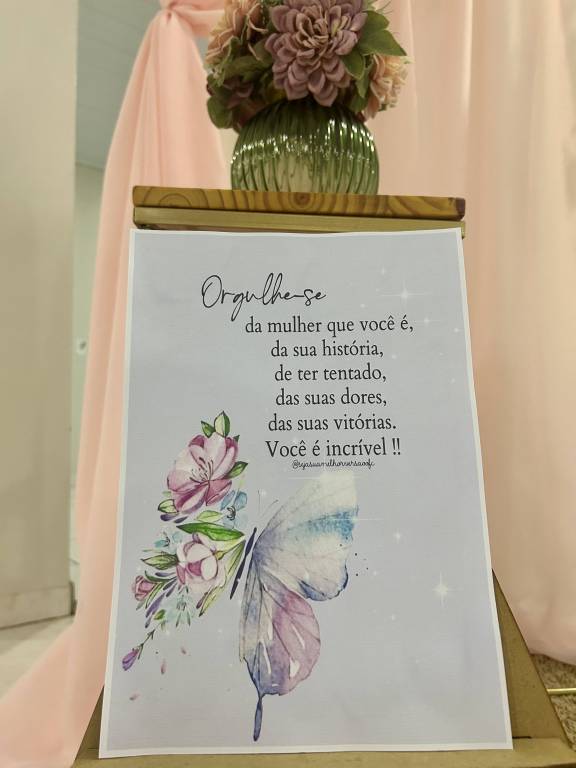 Orgulhe-se
da mulher que você é,
da sua história,
de ter tentado,
das suas dores,
das suas vitórias.
Você é incrível !!
@sejasuamelhorversaoofc